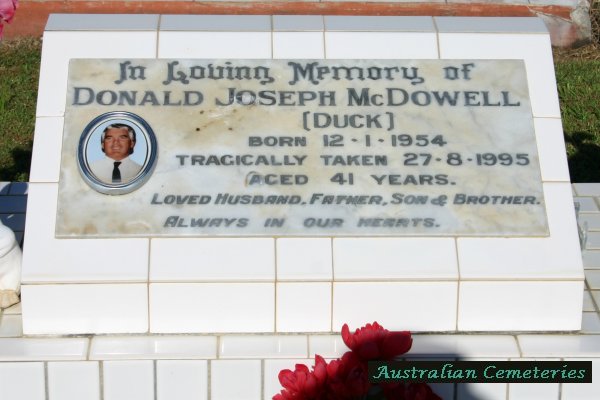 In Loving Memory of
DONALD JOSEPH MCDOWELL
(DUCK)
BORN 12-1-1954
TRAGICALLY TAKEN 27-8-1995
AGED 41 YEARS.
LOVED HUSBAND, FATHER, SON & BROTHER.
ALWAYS IN OUR HEARTS.
Australian Cemeteries